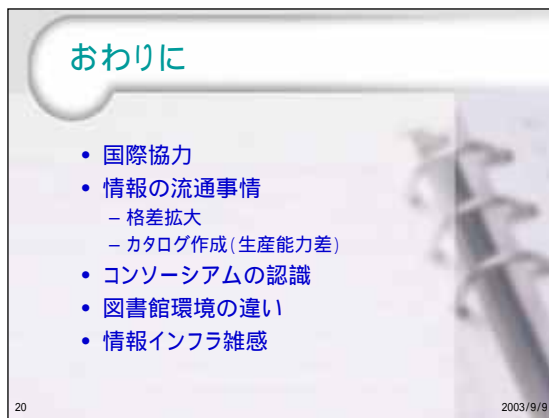 おわりに
• 国際協力
• 情報の流通事情
– 格差拡大
– カタログ作成(生産能力差)
• コンソーシアムの認識
• 図書館環境の違い
• 情報インフラ雑感
20
2003/9/9